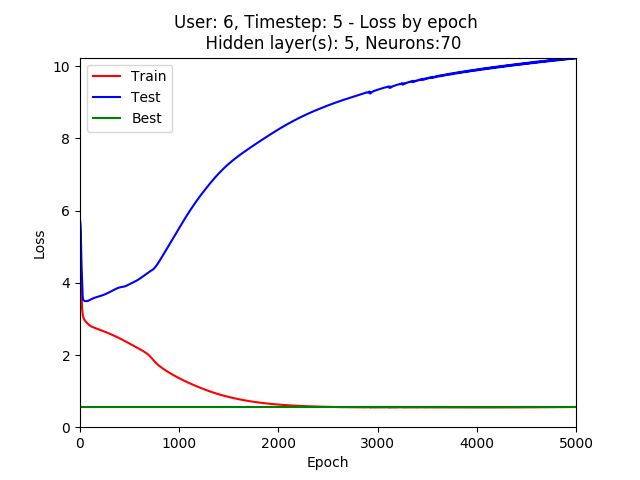 User: 6, Timestep: 5 - Loss by epoch
Hidden layer(s): 5, Neurons:70
Train
Test
Best
Loss
10
8
6
4
2
0
0 1000 2000 3000 4000 5000
Epoch